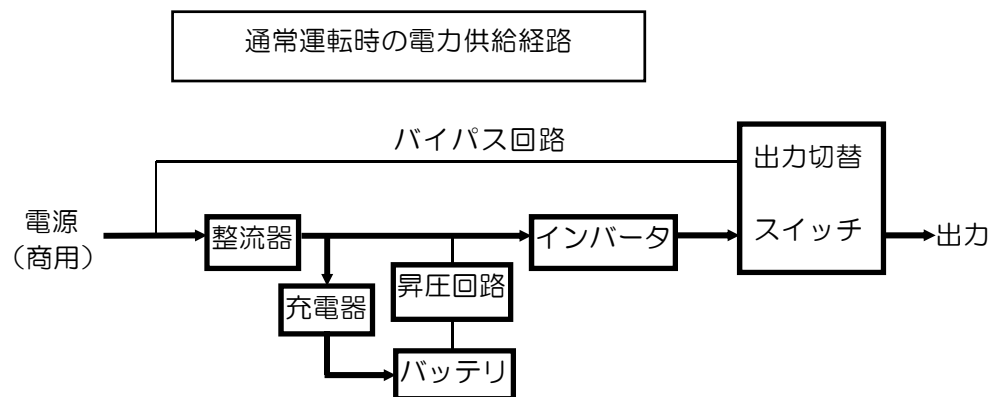 通常運転時の電力供給経路
バイパス回路
出力切替
スイッチ
電源
（商用）
整流器
インバータ
出力
充電器
昇圧回路
バッテリ